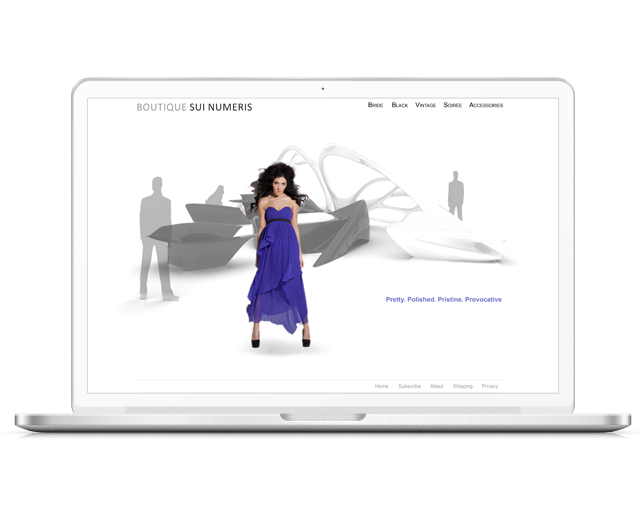 BOUTIQUE SUI NUMERIS
BRIDE BLACK VINTAGE SOIRÉE ACCESSORIES
Pretty. Polished. Pristine. Provocative
Home Subscribe About Shipping Privacy